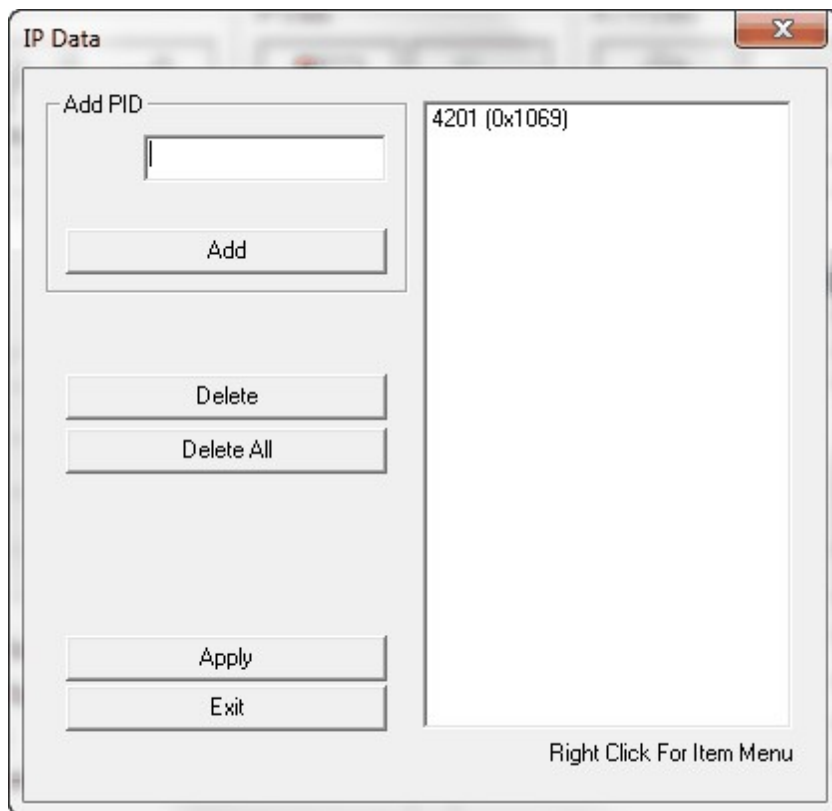 IP Data
Add PID
Add
Delete
Delete All
Apply
Exit
4201 (0x1069)
Right Click For Item Menu